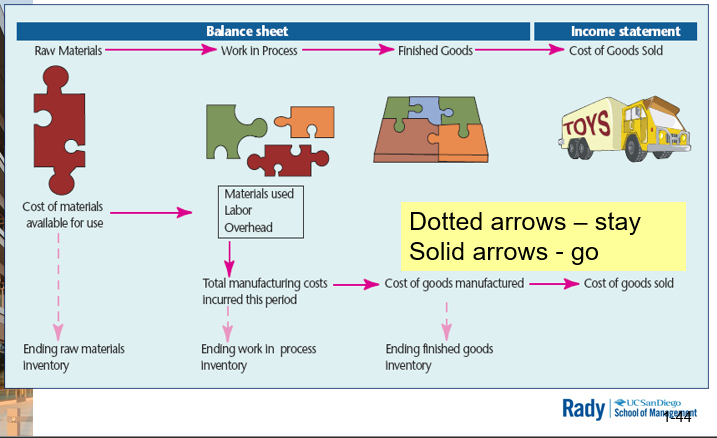 Balance sheet
Income statement
Raw Materials
Work in Process
Finished Goods
Cost of Goods Sold
TOYS
Cost of materials
available for use
Materials used
Labor
Overhead
Dotted arrows – stay
Solid arrows - go
Total manufacturing costs
incurred this period
Cost of goods manufactured
Cost of goods sold
Ending raw materials
inventory
Ending work in process
inventory
Ending finished goods
inventory
Rady
UC San Diego
School of Management
1-44